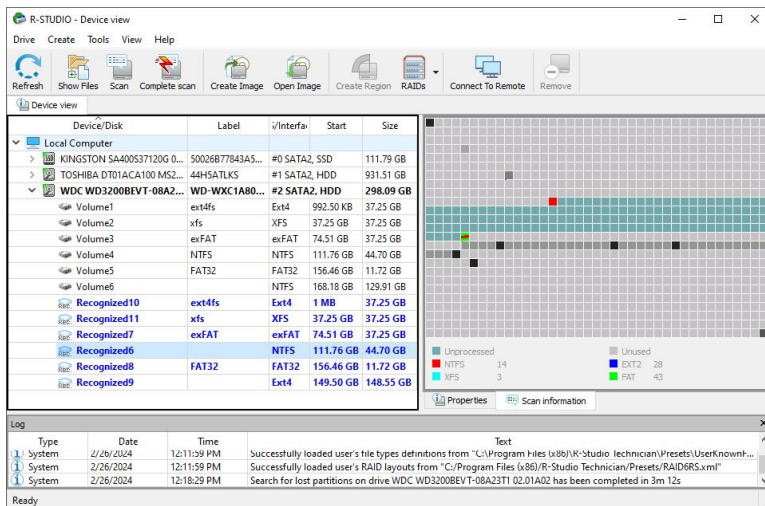 R-STUDIO - Device view
Drive Create Tools View Help
Refresh Show Files Scan Complete scan Create Image Open Image Create Region RAIDs Connect To Remote Remove
Device view
Device/Disk Label ;/Interfa Start Size
Local Computer
KINGSTON SA400S37120G 0... 50026B77843A5... #0 SATA2, SSD 111.79 GB
TOSHIBA DT01ACA100 MS2... 44H5ATLKS #1 SATA2, HDD 931.51 GB
WDC WD3200BEVT-08A2... WD-WXC1A80... #2 SATA2, HDD 298.09 GB
Volume1 ext4fs Ext4 992.50 KB 37.25 GB
Volume2 xfs XFS 37.25 GB 37.25 GB
Volume3 exFAT exFAT 74.51 GB 37.25 GB
Volume4 NTFS NTFS 111.76 GB 44.70 GB
Volume5 FAT32 FAT32 156.46 GB 11.72 GB
Volume6 NTFS 168.18 GB 129.91 GB
Rec Recognized10 ext4fs Ext4 1 MB 37.25 GB
Rec Recognized11 xfs XFS 37.25 GB 37.25 GB
Rec Recognized7 exFAT exFAT 74.51 GB 37.25 GB
Rec Recognized6 NTFS 111.76 GB 44.70 GB
Rec Recognized8 FAT32 FAT32 156.46 GB 11.72 GB
Rec Recognized9 Ext4 149.50 GB 148.55 GB
Unprocessed Unused
NTFS 14 EXT2 28
XFS 3 FAT 43
Properties Scan information
Log
Type Date Time Text
System 2/26/2024 12:11:59 PM Successfully loaded user's file types definitions from "C:\Program Files (x86)\R-Studio Technician\Presets\UserKnownF...
System 2/26/2024 12:11:59 PM Successfully loaded user's RAID layouts from "C:/Program Files (x86)/R-Studio Technician/Presets/RAID6RS.xml"
System 2/26/2024 12:18:29 PM Search for lost partitions on drive WDC WD3200BEVT-08A23T1 02.01A02 has been completed in 3m 12s
Ready